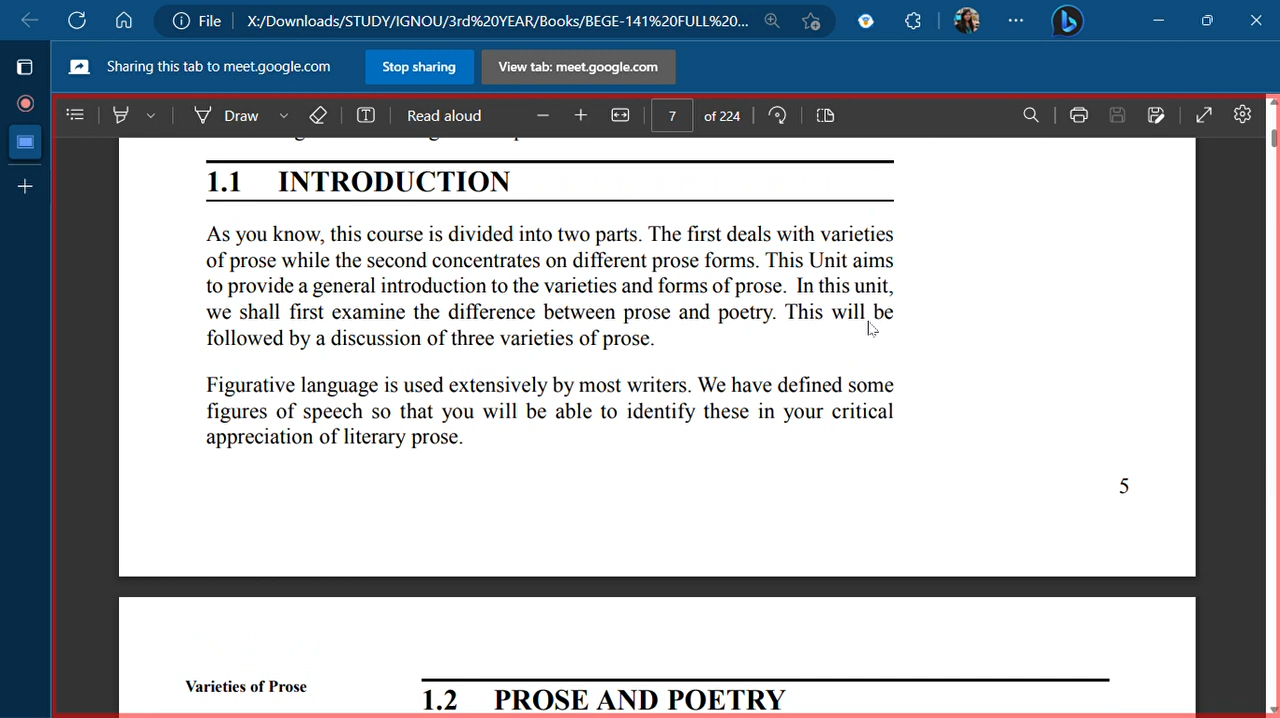 File
X:/Downloads/STUDY/IGNOU/3rd%20YEAR/Books/BEGE-141%20FULL%20...
Sharing this tab to meet.google.com
Stop sharing
View tab: meet.google.com
Draw
Read aloud
7
of 224
1.1 INTRODUCTION
As you know, this course is divided into two parts. The first deals with varieties
of prose while the second concentrates on different prose forms. This Unit aims
to provide a general introduction to the varieties and forms of prose. In this unit,
we shall first examine the difference between prose and poetry. This will be
followed by a discussion of three varieties of prose.
Figurative language is used extensively by most writers. We have defined some
figures of speech so that you will be able to identify these in your critical
appreciation of literary prose.
5
Varieties of Prose
1.2 PROSE AND POETRY